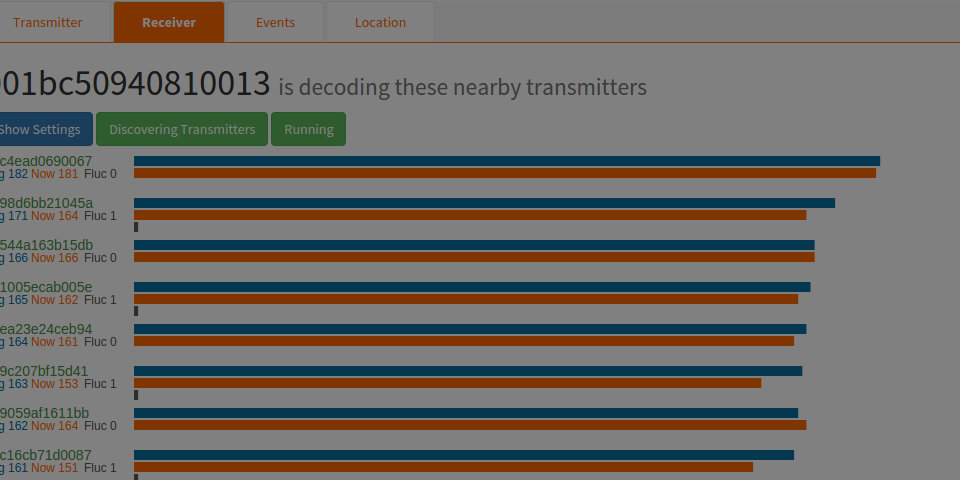 Transmitter Receiver Events Location
001bc50940810013 is decoding these nearby transmitters
Show Settings Discovering Transmitters Running
c4ead0690067
g 182 Now 181 Fluc 0
98d6bb21045a
g 171 Now 164 Fluc 1
544a163b15db
g 166 Now 166 Fluc 0
1005ecab005e
g 165 Now 162 Fluc 1
ea23e24ceb94
g 164 Now 161 Fluc 0
9c207bf15d41
g 163 Now 153 Fluc 1
9059af1611bb
g 162 Now 164 Fluc 0
c16cb71d0087
g 161 Now 151 Fluc 1